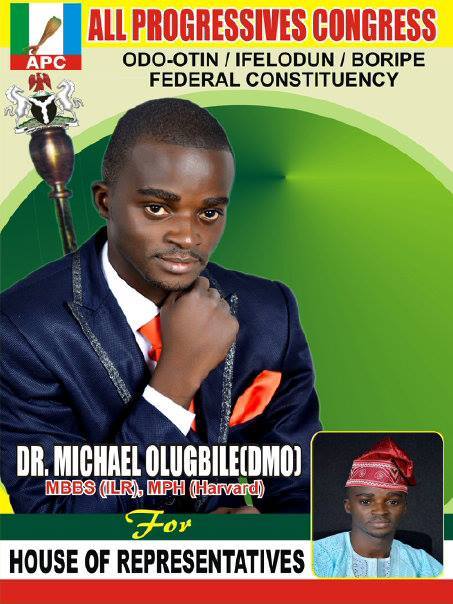 ALL PROGRESSIVES CONGRESS
APC
ODO-OTIN / IFELODUN / BORIPE
FEDERAL CONSTITUENCY
DR. MICHAEL OLUGBILE(DMO)
MBBS (ILR), MPH (Harvard)
For
HOUSE OF REPRESENTATIVES